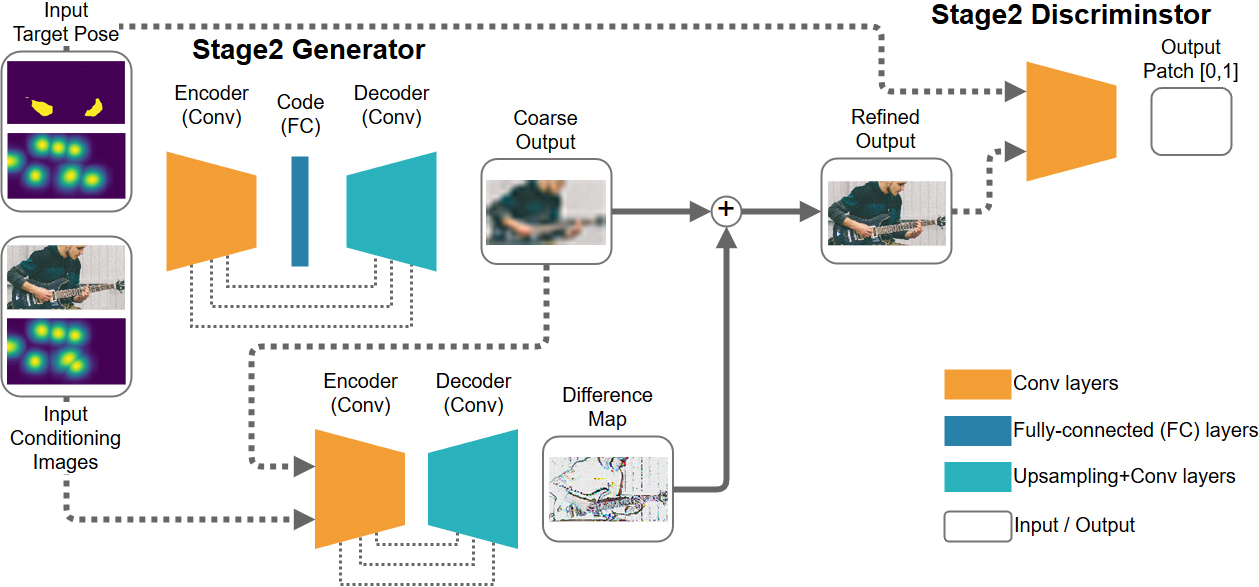 Input
Target Pose
Stage2 Generator
Stage2 Discriminstor
Output
Patch [0,1]
Encoder
(Conv)
Code
(FC)
Decoder
(Conv)
Coarse
Output
Refined
Output
+
Input
Conditioning
Images
Encoder
(Conv)
Decoder
(Conv)
Difference
Map
Conv layers
Fully-connected (FC) layers
Upsampling+Conv layers
Input / Output